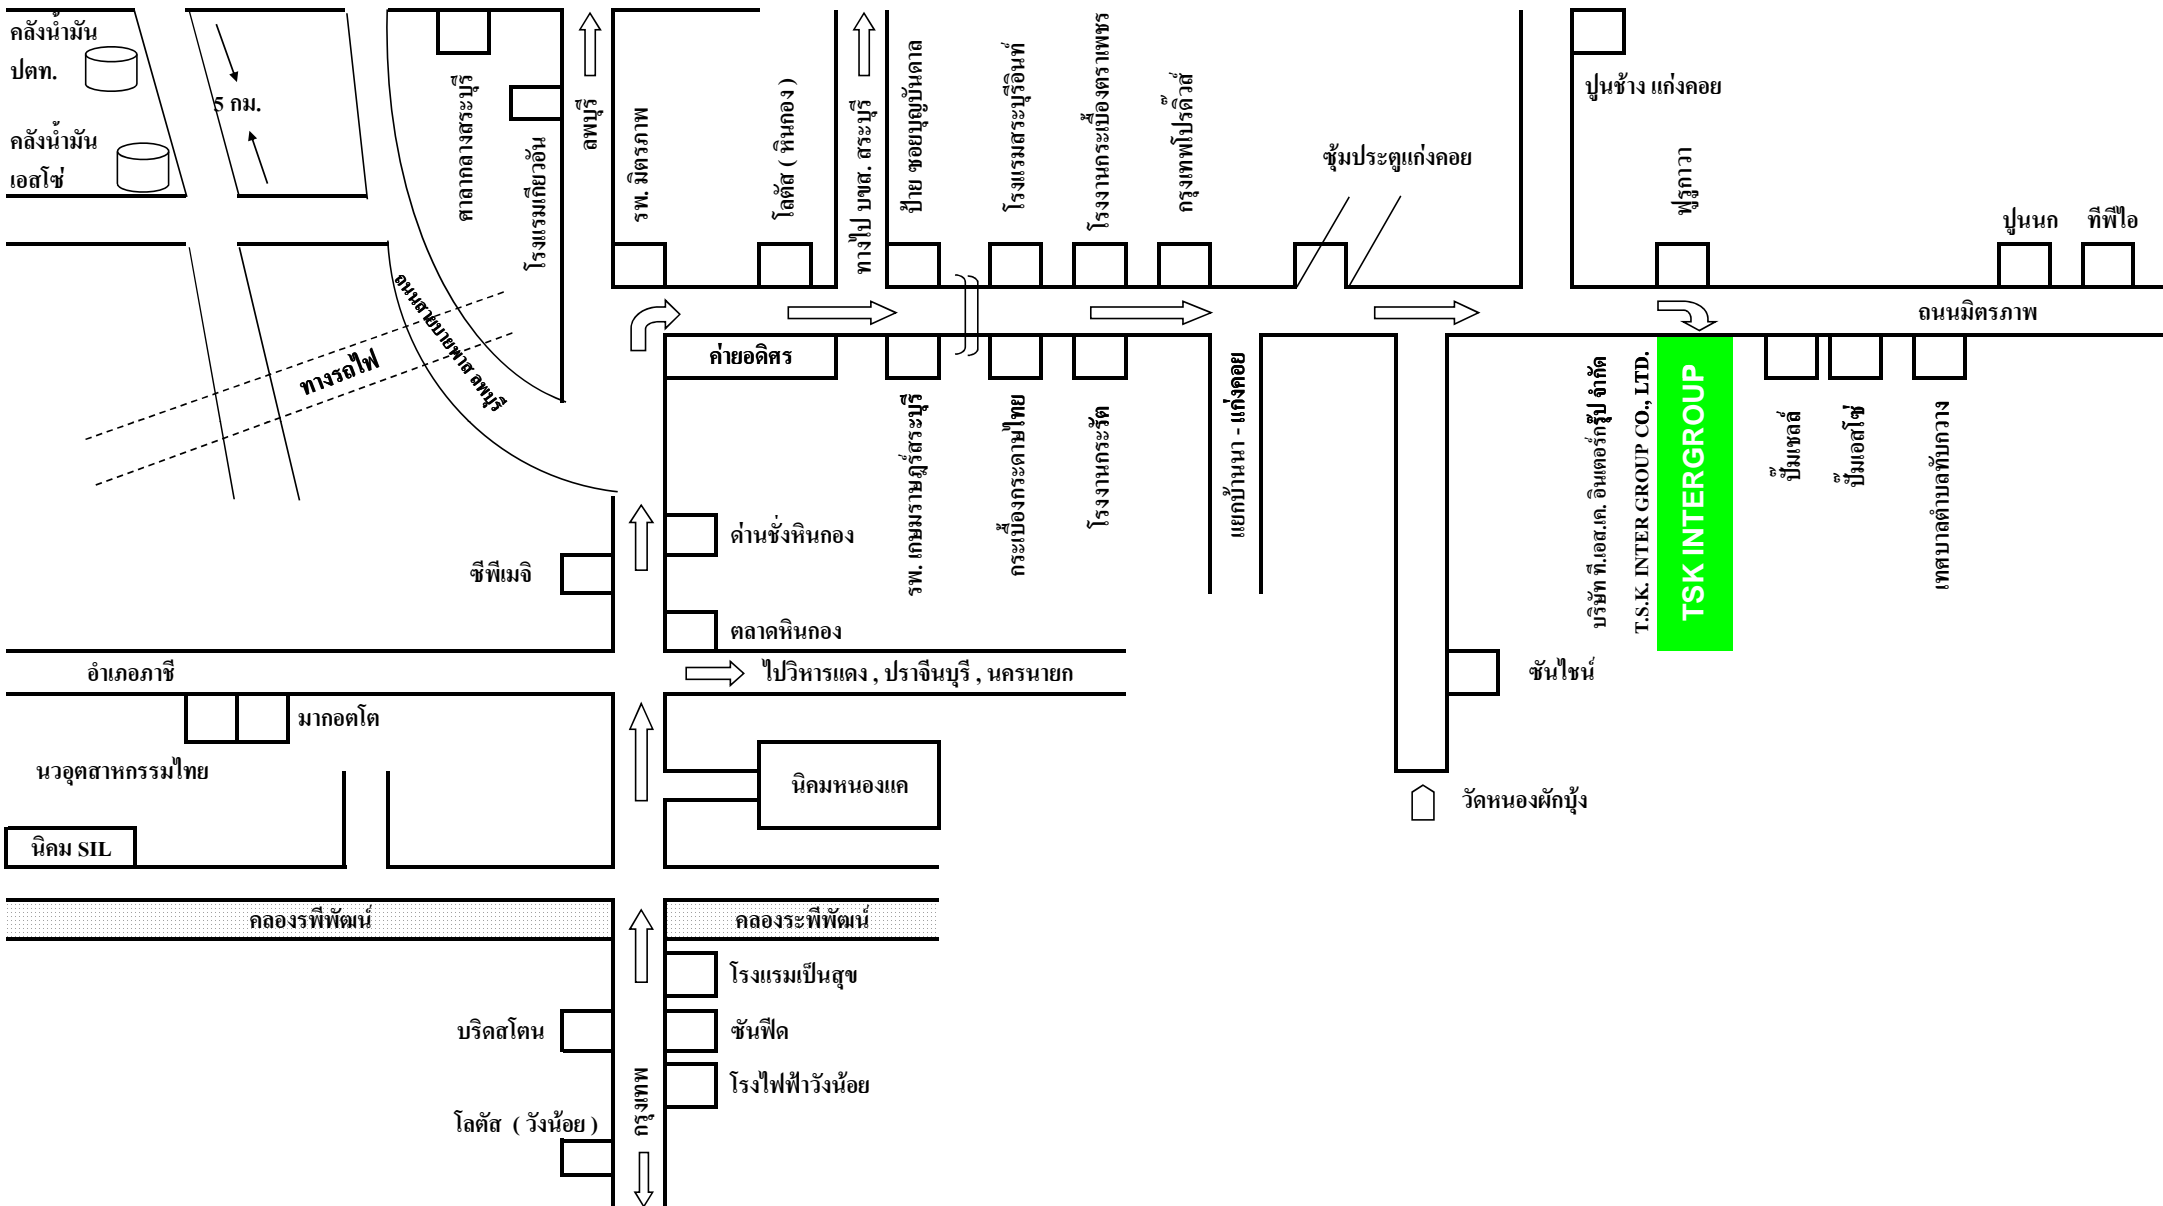 คลังน้ำมัน
ปตท.
คลังน้ำมัน
เอสโซ่
5 กม.
ศาลากลางสระบุรี
โรงแรมเกียวอัน
ลพบุรี
รพ. มิตรภาพ
โลตัส ( หินกอง )
ทางไป บขส. สระบุรี
ป้าย ซอยบุญบันดาล
โรงแรมสระบุรีอินท์
โรงงานกระเบื้องตราเพชร
กรุงเทพโปรดิ๊วส์
ซุ้มประตูแก่งคอย
ปูนช้าง แก่งคอย
ฟูรูกาวา
ปูนนก
ทีพีไอ
ถนนมิตรภาพ
ถนนสายบายพาส ลพบุรี
ทางรถไฟ
ค่ายอดิศร
รพ. เกษมราษฎร์สระบุรี
กระเบื้องกระดาษไทย
โรงงานกระรัต
แยกบ้านนา - แก่งคอย
บริษัท ที.เอส.เค. อินเตอร์กรุ๊ป จำกัด
T.S.K. INTER GROUP CO., LTD.
TSK INTERGROUP
ปั๊มเชลล์
ปั๊มเอสโซ่
เทศบาลตำบลทับกวาง
ด่านชั่งหินกอง
ซีพีเมจิ
ตลาดหินกอง
อำเภอภาชี
ไปวิหารแดง , ปราจีนบุรี , นครนายก
ซันไชน์
มากอตโต
นวอุตสาหกรรมไทย
นิคมหนองแค
วัดหนองผักบุ้ง
นิคม SIL
คลองรพีพัฒน์
คลองระพีพัฒน์
โรงแรมเป็นสุข
บริดสโตน
ซันฟีด
โรงไฟฟ้าวังน้อย
โลตัส ( วังน้อย )
กรุงเทพ